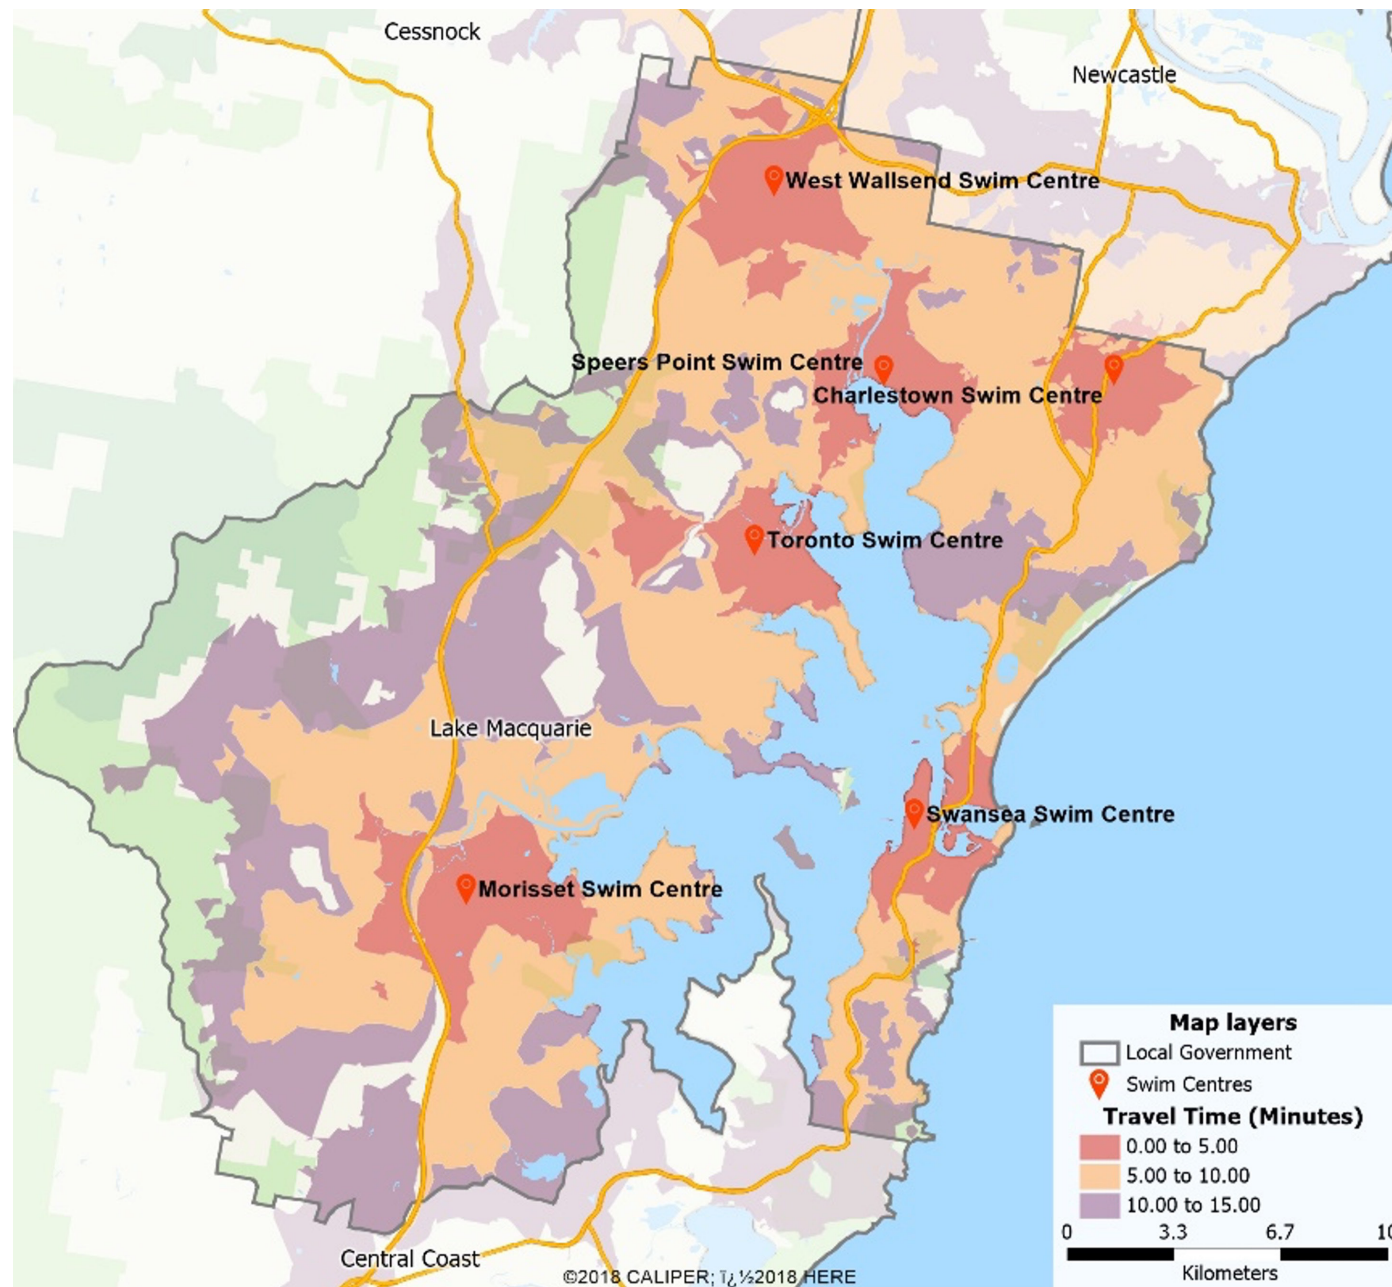 Cessnock
Newcastle
West Wallsend Swim Centre
Speers Point Swim Centre
Charlestown Swim Centre
Toronto Swim Centre
Lake Macquarie
Swansea Swim Centre
Morisset Swim Centre
Map layers
Local Government
Swim Centres
Travel Time (Minutes)
0.00 to 5.00
5.00 to 10.00
10.00 to 15.00
0 3.3 6.7 10
Kilometers
Central Coast
©2018 CALIPER; ï¿½2018 HERE